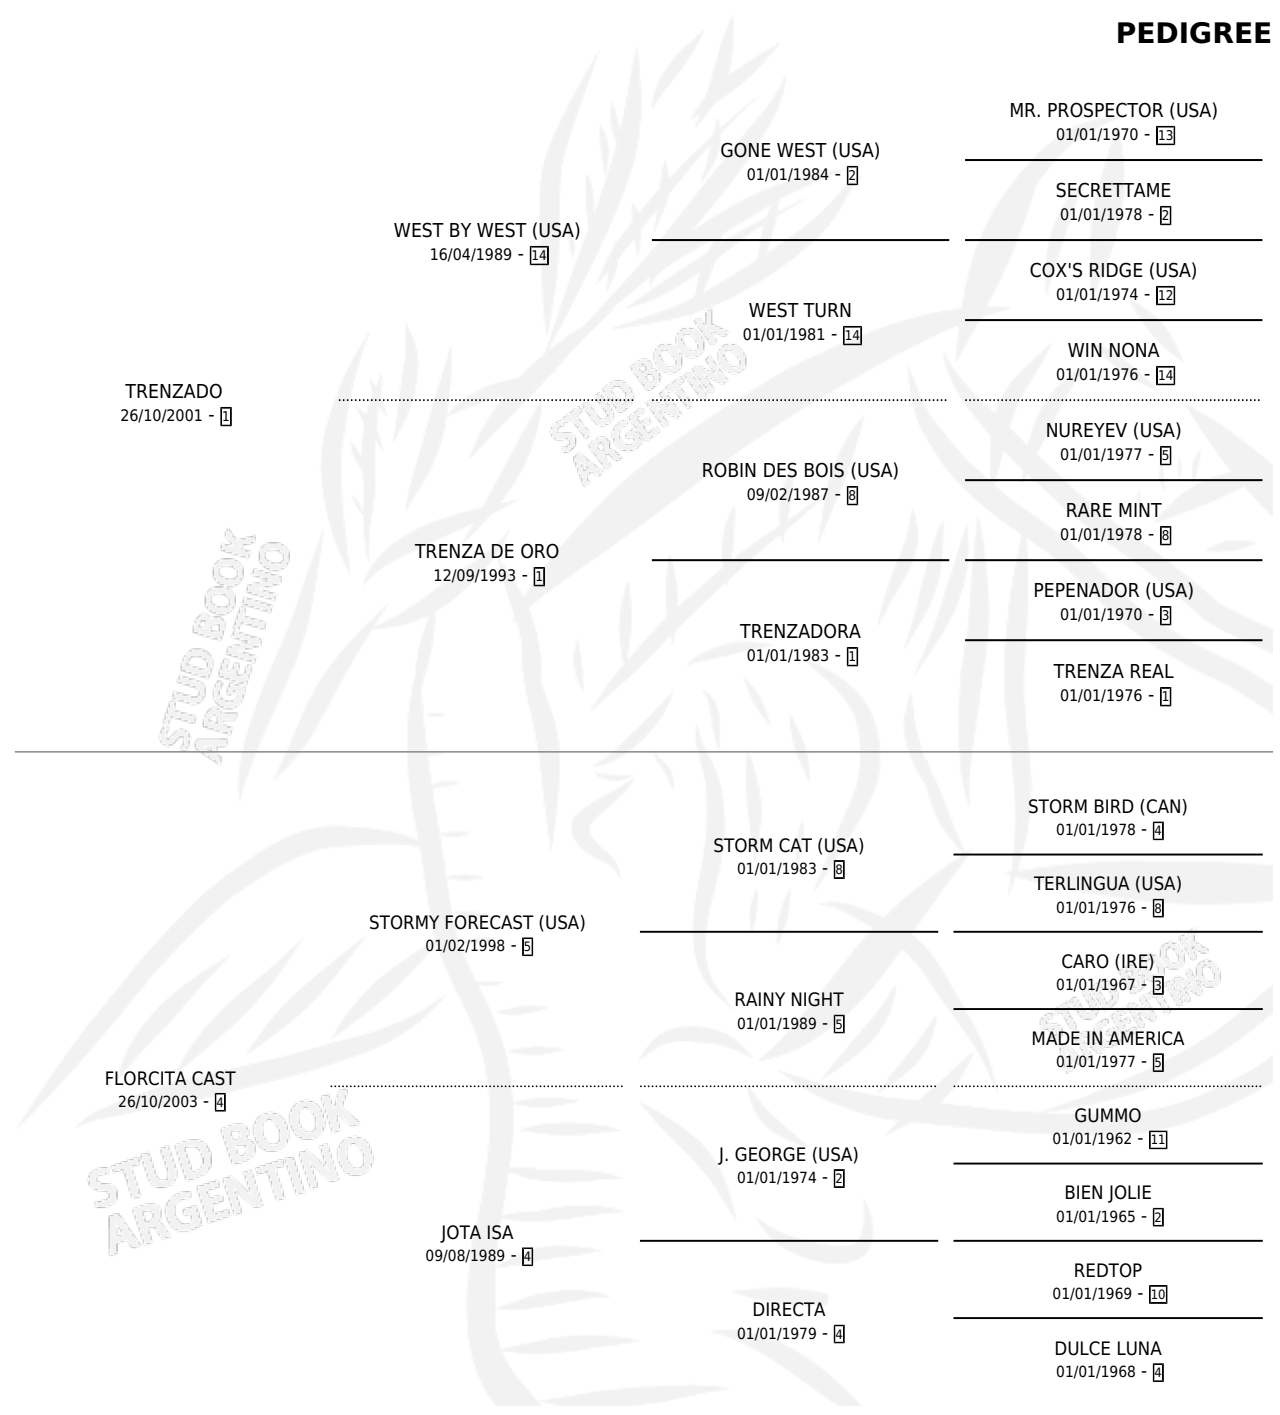 PEDIGREE
MR. PROSPECTOR (USA)
01/01/1970 - 13
GONE WEST (USA)
01/01/1984 - 2
SECRETTAME
01/01/1978 - 2
WEST BY WEST (USA)
16/04/1989 - 14
COX'S RIDGE (USA)
01/01/1974 - 12
WEST TURN
01/01/1981 - 14
WIN NONA
01/01/1976 - 14
TRENZADO
26/10/2001 - 1
NUREYEV (USA)
01/01/1977 - 5
ROBIN DES BOIS (USA)
09/02/1987 - 8
RARE MINT
01/01/1978 - 8
TRENZA DE ORO
12/09/1993 - 1
PEPENADOR (USA)
01/01/1970 - 3
TRENZADORA
01/01/1983 - 1
TRENZA REAL
01/01/1976 - 1
STORM BIRD (CAN)
01/01/1978 - 4
STORM CAT (USA)
01/01/1983 - 8
TERLINGUA (USA)
01/01/1976 - 8
STORMY FORECAST (USA)
01/02/1998 - 5
CARO (IRE)
01/01/1967 - 3
RAINY NIGHT
01/01/1989 - 5
MADE IN AMERICA
01/01/1977 - 5
FLORCITA CAST
26/10/2003 - 4
GUMMO
01/01/1962 - 11
J. GEORGE (USA)
01/01/1974 - 2
BIEN JOLIE
01/01/1965 - 2
JOTA ISA
09/08/1989 - 4
REDTOP
01/01/1969 - 10
DIRECTA
01/01/1979 - 4
DULCE LUNA
01/01/1968 - 4
STUD BOOK
ARGENTINO
STUD BOOK
ARGENTINO
STUD BOOK
ARGENTINO
STUD BOOK
ARGENTINO